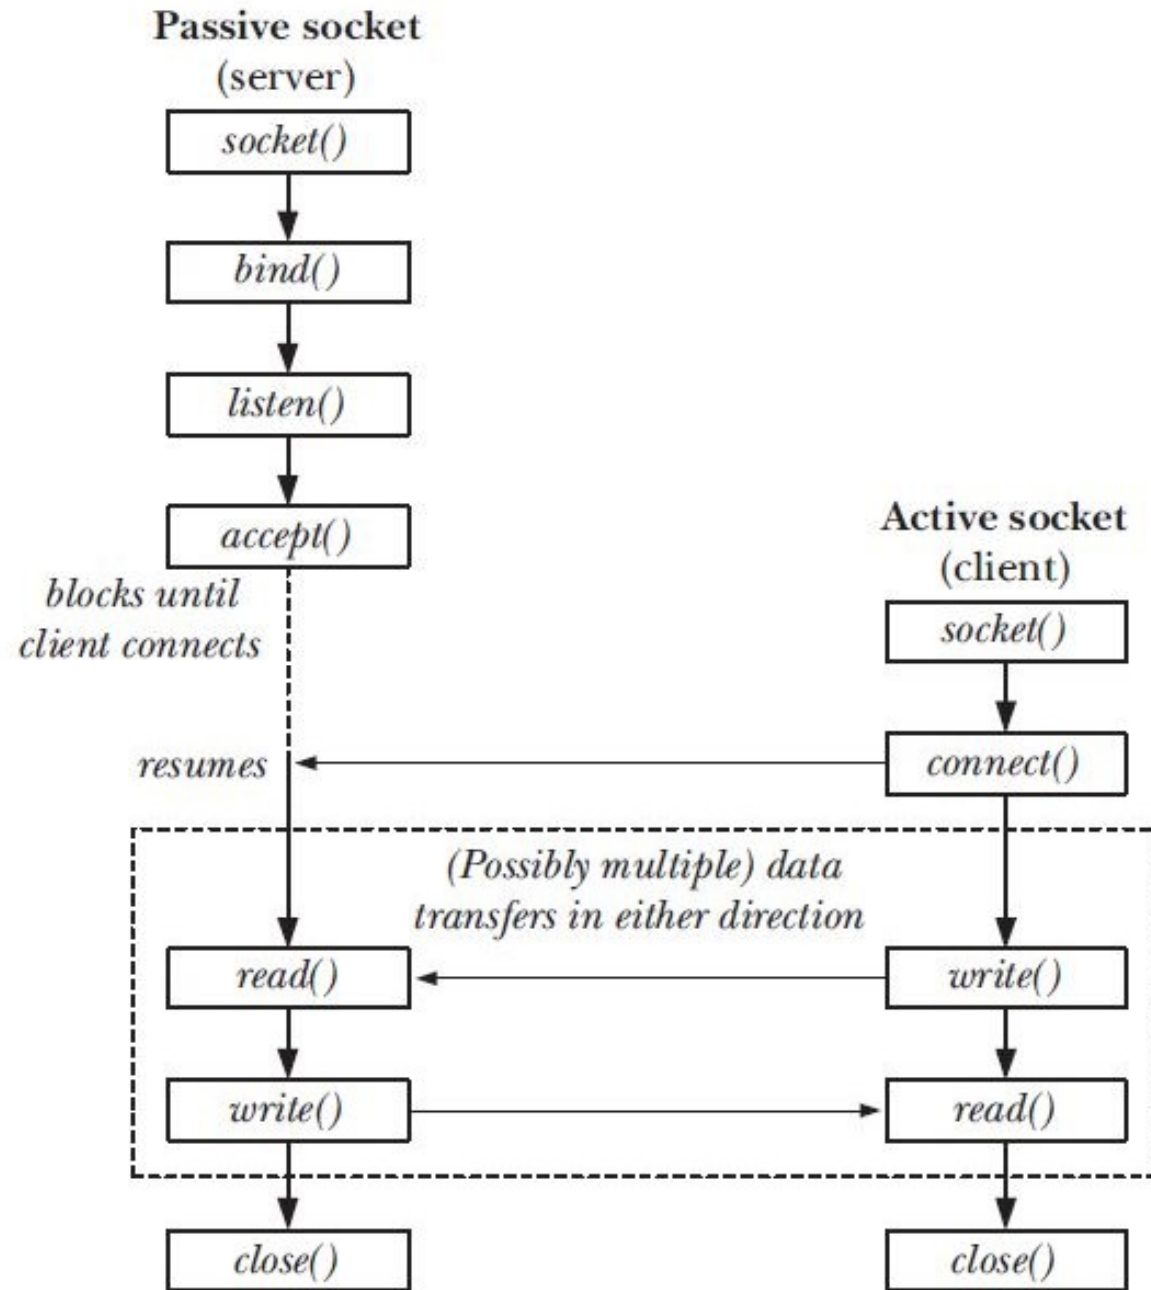 Passive socket
(server)
socket()
bind()
listen()
accept()
blocks until
client connects
resumes
Active socket
(client)
socket()
connect()
(Possibly multiple) data
transfers in either direction
read()
write()
write()
read()
close()
close()